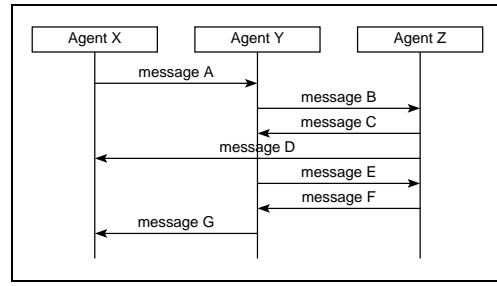 Agent X Agent Y Agent Z
message A
message B
message C
message D
message E
message F
message G